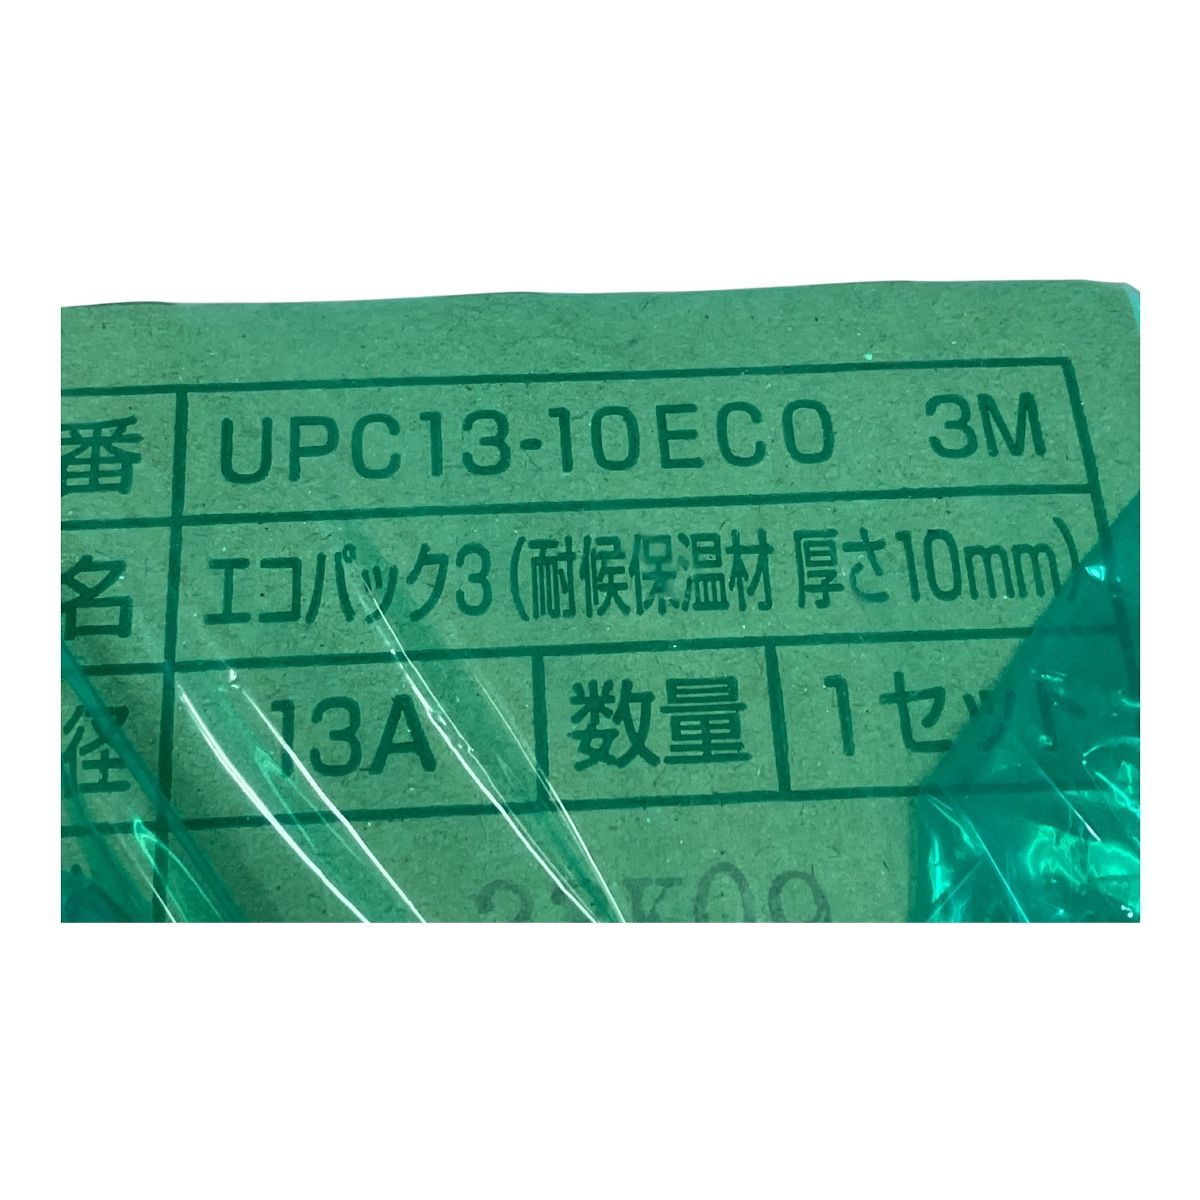 番 UPC13-10ECO 3M
名 エコパック3(耐候保温材 厚さ10mm)
径 13A 数量 1セット